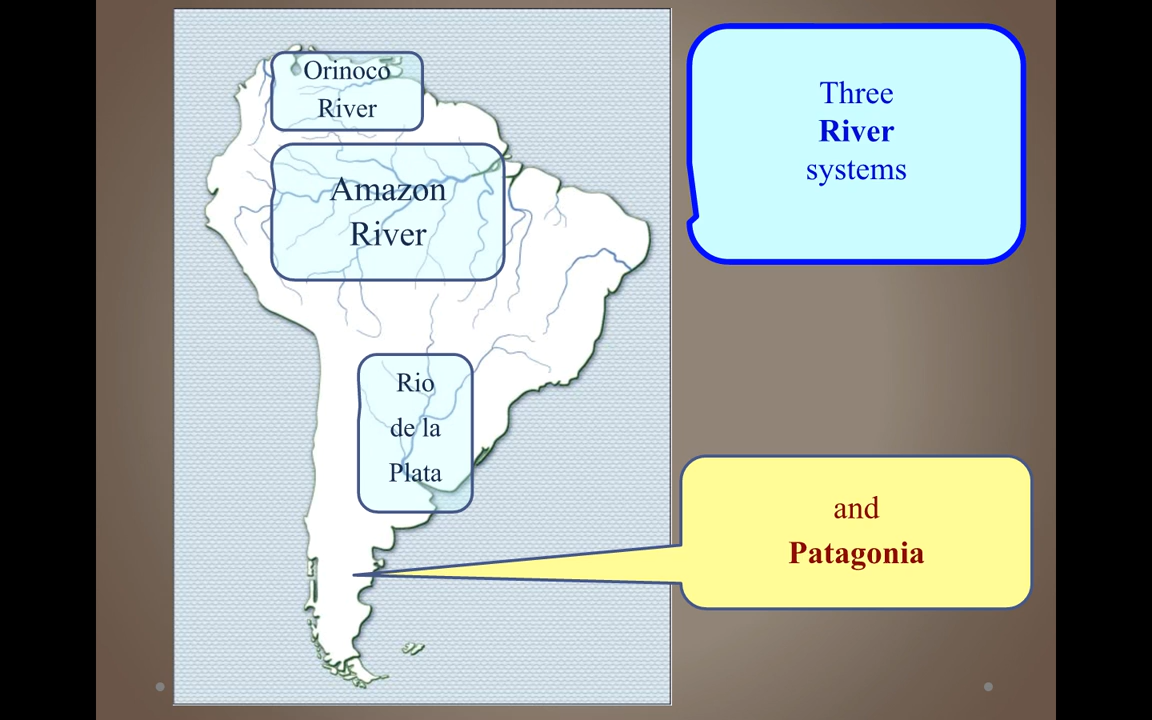 Orinoco
River
Amazon
River
Rio
de la
Plata
Three
River
systems
and
Patagonia